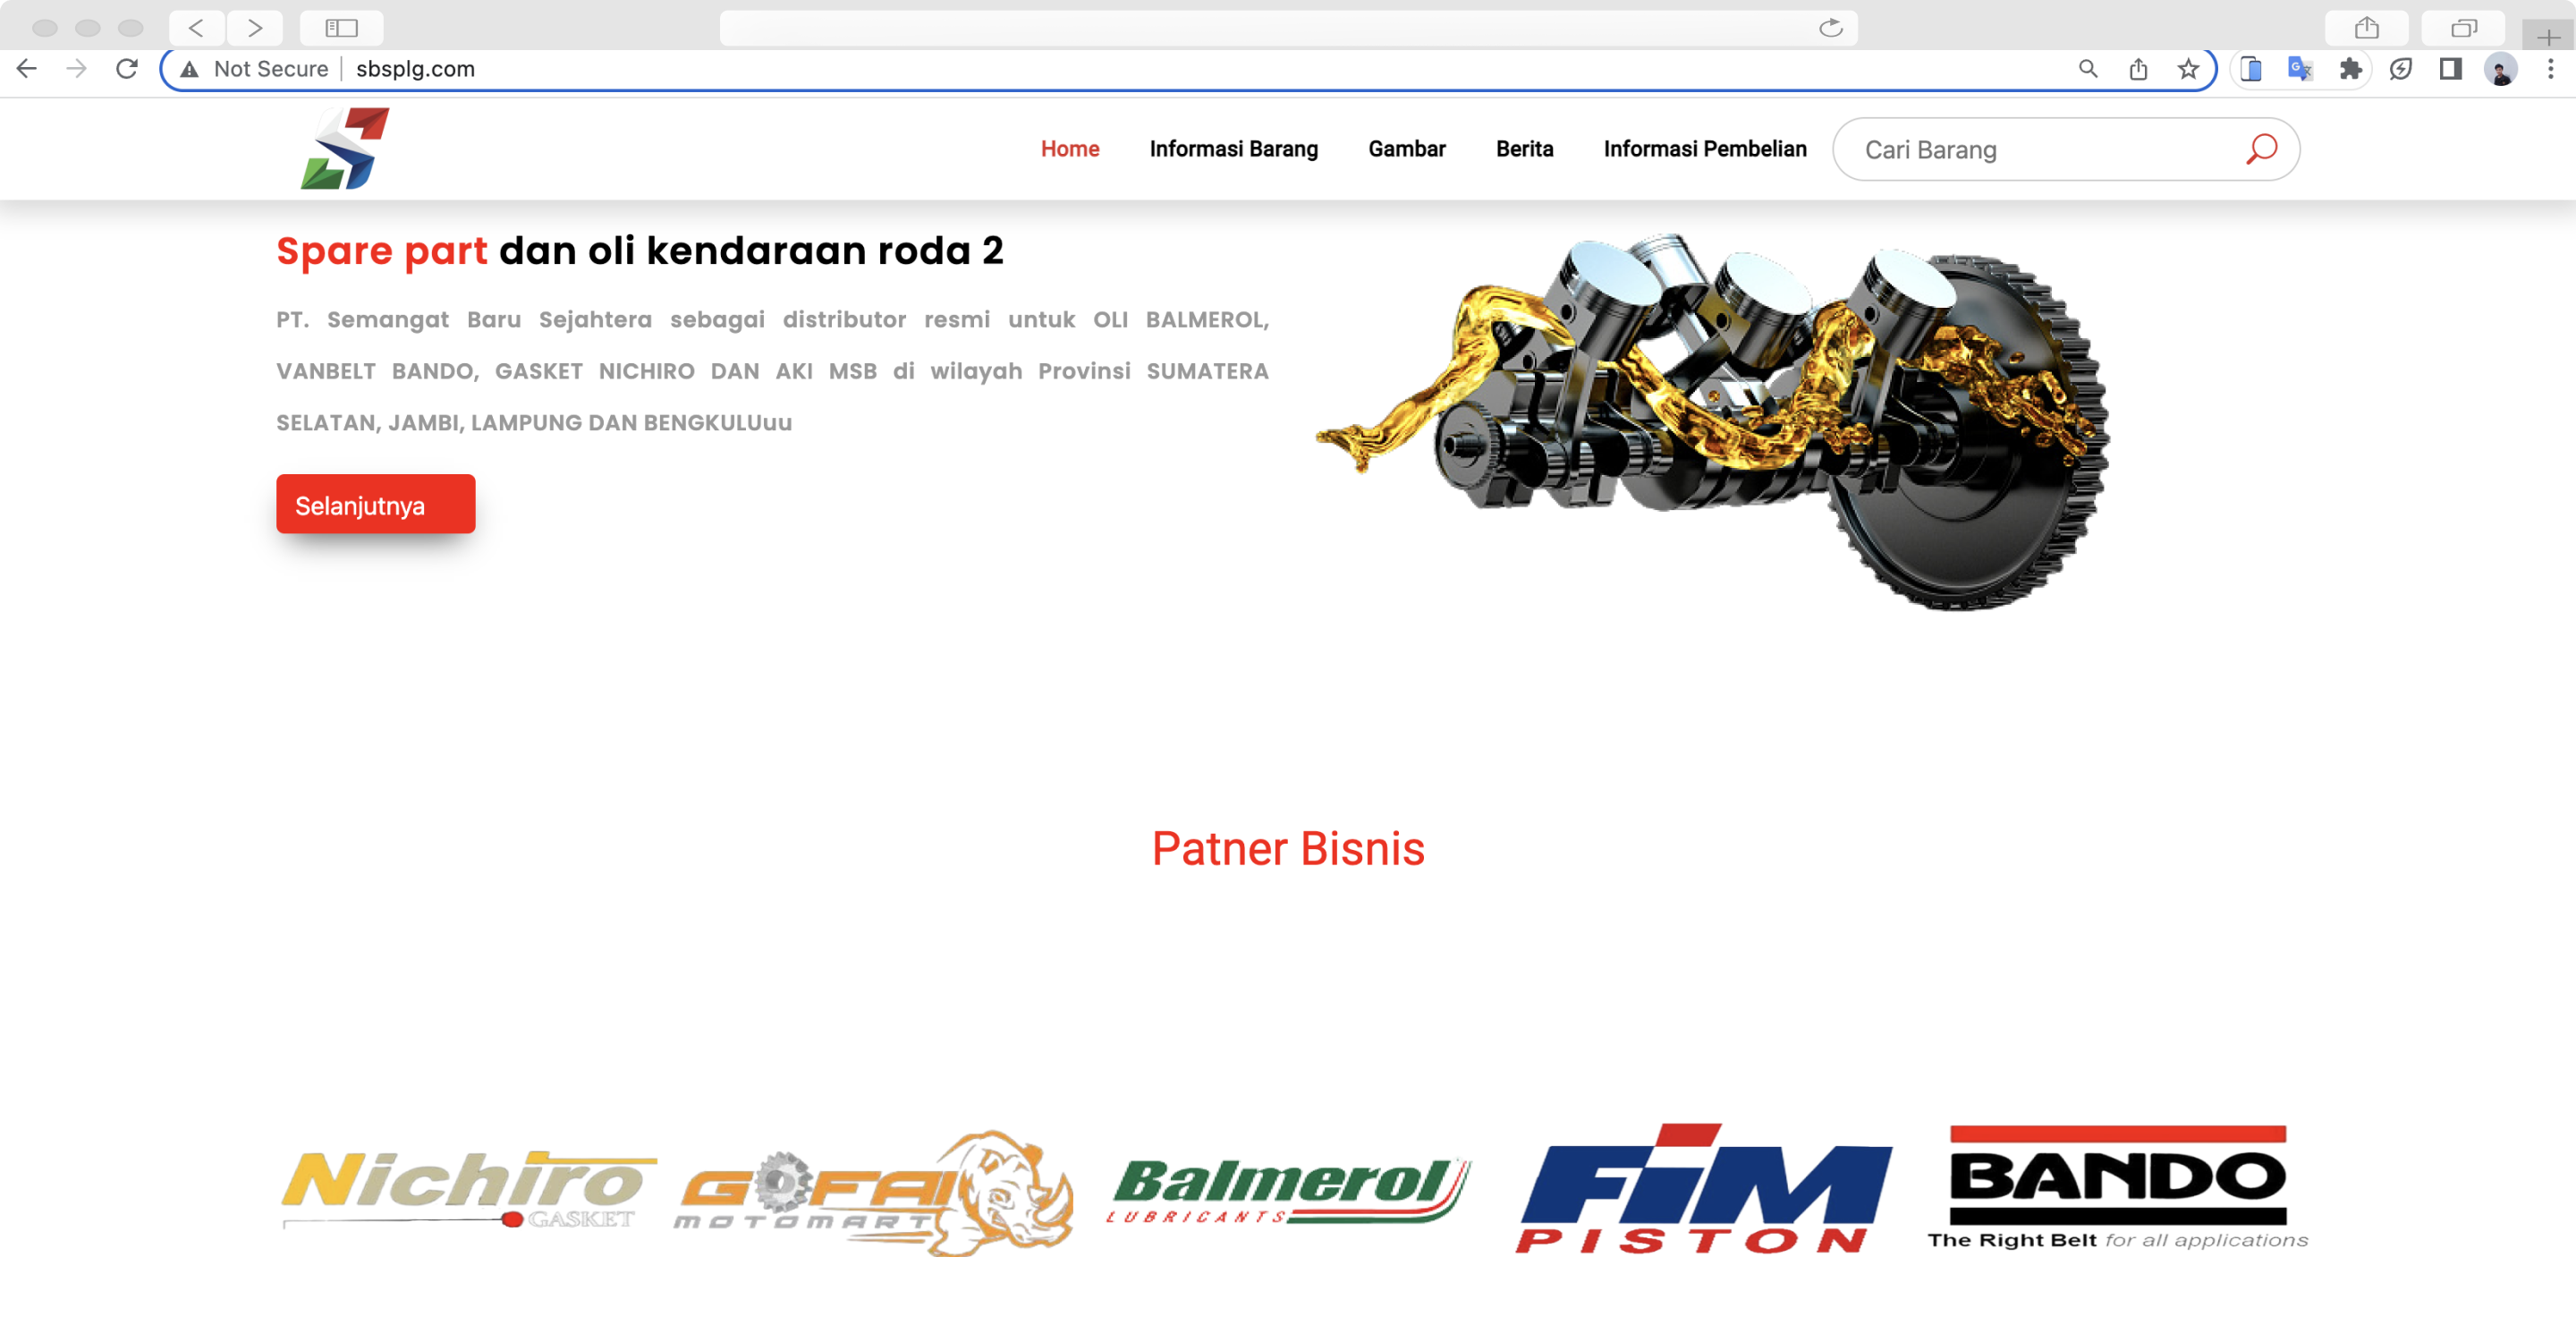 Not Secure | sbsplg.com
Home Informasi Barang Gambar Berita Informasi Pembelian Cari Barang
Spare part dan oli kendaraan roda 2
PT. Semangat Baru Sejahtera sebagai distributor resmi untuk OLI BALMEROL,
VANBELT BANDO, GASKET NICHIRO DAN AKI MSB di wilayah Provinsi SUMATERA
SELATAN, JAMBI, LAMPUNG DAN BENGKULUuu
Selanjutnya
Patner Bisnis
Nichiro
GASKET
GOFAI
MOTOMART
Balmerol
LUBRICANTS
FiM
PISTON
BANDO
The Right Belt for all applications